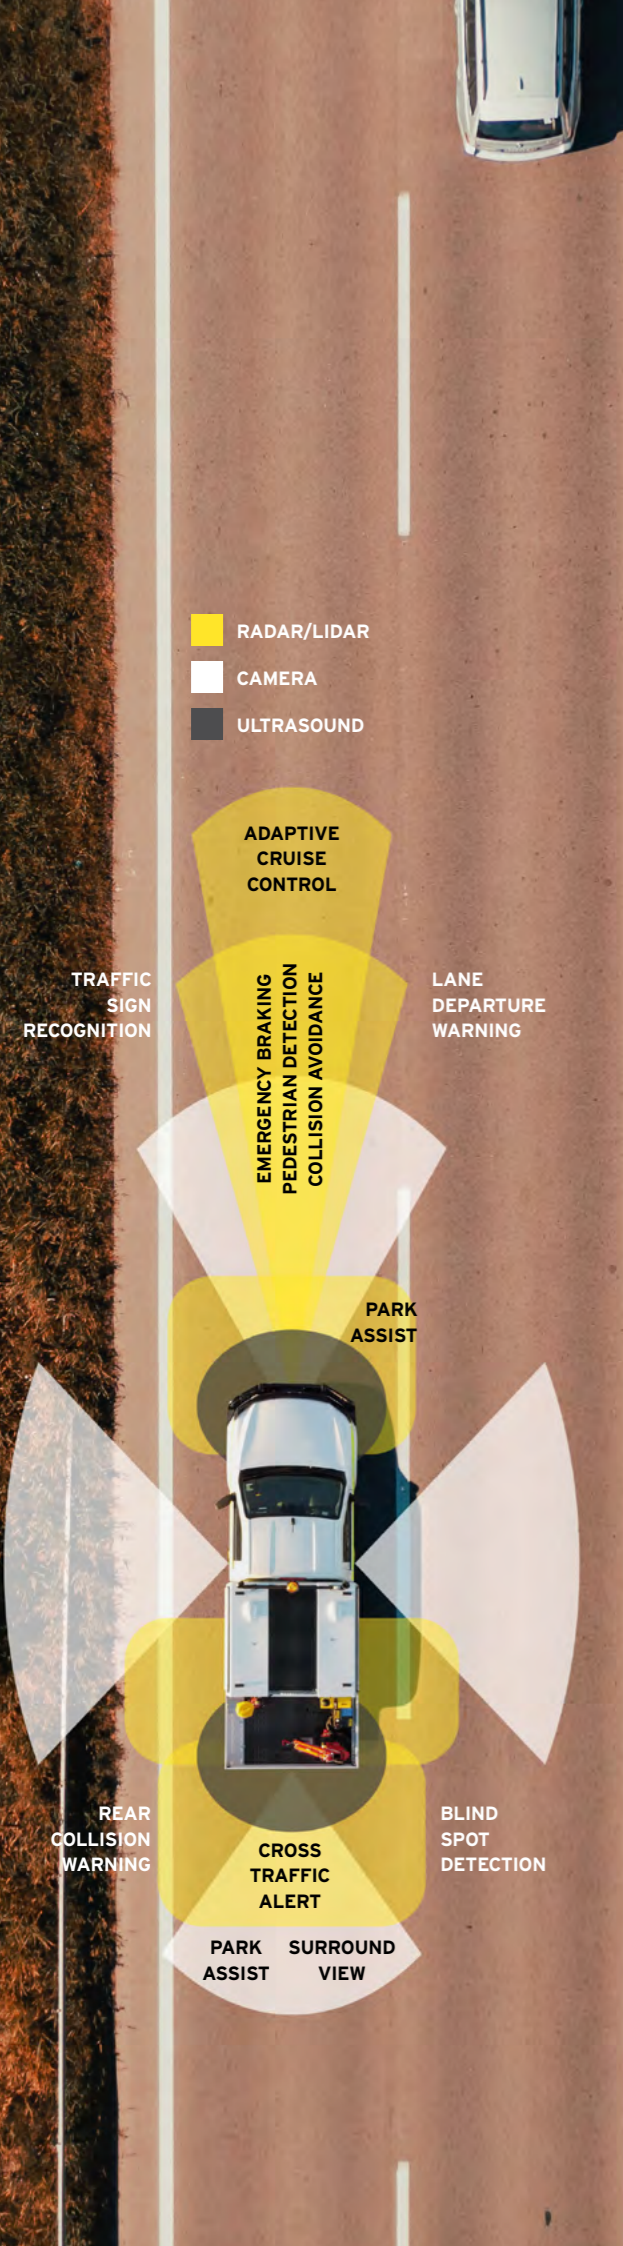 RADAR/LIDAR
CAMERA
ULTRASOUND
ADAPTIVE
CRUISE
CONTROL
TRAFFIC
SIGN
RECOGNITION
EMERGENCY BRAKING
PEDESTRIAN DETECTION
COLLISION AVOIDANCE
LANE
DEPARTURE
WARNING
PARK
ASSIST
REAR
COLLISION
WARNING
BLIND
SPOT
DETECTION
CROSS
TRAFFIC
ALERT
PARK
ASSIST
SURROUND
VIEW